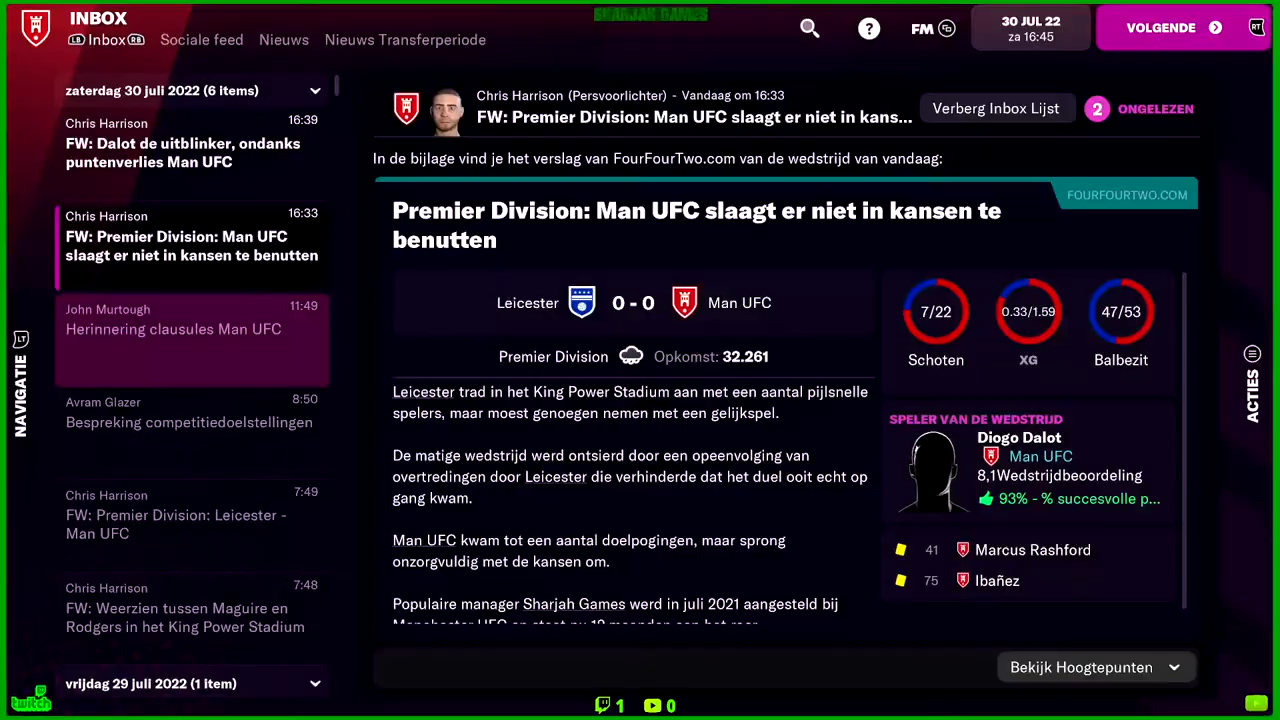 INBOX
SHARJAH GAMES
LB Inbox RB
Sociale feed
Nieuws
Nieuws Transferperiode
?
FM
30 JUL 22
za 16:45
VOLGENDE
RT
zaterdag 30 juli 2022 (6 items)
Chris Harrison
16:39
FW: Dalot de uitblinker, ondanks
puntenverlies Man UFC
Chris Harrison
16:33
FW: Premier Division: Man UFC
slaagt er niet in kansen te benutten
John Murtough
11:49
Herinnering clausules Man UFC
Avram Glazer
8:50
Bespreking competitiedoelstellingen
Chris Harrison
7:49
FW: Premier Division: Leicester -
Man UFC
Chris Harrison
7:48
FW: Weerzien tussen Maguire en
Rodgers in het King Power Stadium
vrijdag 29 juli 2022 (1 item)
LT
NAVIGATIE
Chris Harrison (Persvoorlichter) - Vandaag om 16:33
FW: Premier Division: Man UFC slaagt er niet in kans...
Verberg Inbox Lijst
2 ONGELEZEN
In de bijlage vind je het verslag van FourFourTwo.com van de wedstrijd van vandaag:
FOURFOURTWO.COM
Premier Division: Man UFC slaagt er niet in kansen te
benutten
Leicester 0 - 0 Man UFC
Premier Division Opkomst: 32.261
Leicester trad in het King Power Stadium aan met een aantal pijlsnelle
spelers, maar moest genoegen nemen met een gelijkspel.
De matige wedstrijd werd ontsierd door een opeenvolging van
overtredingen door Leicester die verhinderde dat het duel ooit echt op
gang kwam.
Man UFC kwam tot een aantal doelpogingen, maar sprong
onzorgvuldig met de kansen om.
Populaire manager Sharjah Games werd in juli 2021 aangesteld bij
7/22
0.33/1.59
47/53
Schoten
XG
Balbezit
SPELER VAN DE WEDSTRIJD
Diogo Dalot
Man UFC
8,1Wedstrijdbeoordeling
93% - % succesvolle p...
41 Marcus Rashford
75 Ibañez
ACTIES
Bekijk Hoogtepunten
twitch
1
0